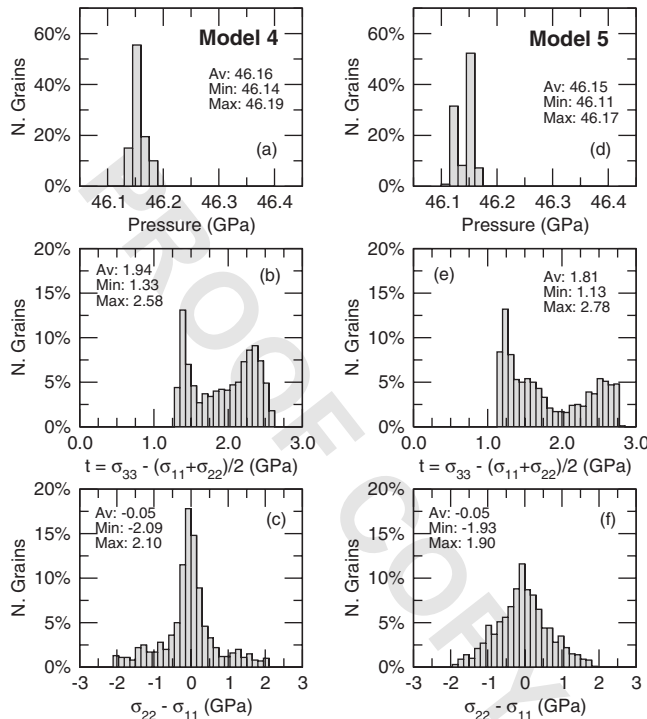 Model 4
60%
40%
20%
0%
N. Grains
Av: 46.16
Min: 46.14
Max: 46.19
(a)
46.1 46.2 46.3 46.4
Pressure (GPa)
Model 5
60%
40%
20%
0%
N. Grains
Av: 46.15
Min: 46.11
Max: 46.17
(d)
46.1 46.2 46.3 46.4
Pressure (GPa)
20%
15%
10%
5%
0%
N. Grains
Av: 1.94
Min: 1.33
Max: 2.58
(b)
0.0 1.0 2.0 3.0
t = σ33 - (σ11+σ22)/2 (GPa)
20%
15%
10%
5%
0%
N. Grains
(e)
Av: 1.81
Min: 1.13
Max: 2.78
0.0 1.0 2.0 3.0
t = σ33 - (σ11+σ22)/2 (GPa)
20%
15%
10%
5%
0%
N. Grains
Av: -0.05
Min: -2.09
Max: 2.10
(c)
-3 -2 -1 0 1 2 3
σ22 - σ11 (GPa)
20%
15%
10%
5%
0%
N. Grains
Av: -0.05
Min: -1.93
Max: 1.90
(f)
-3 -2 -1 0 1 2 3
σ22 - σ11 (GPa)
PROOF COPY